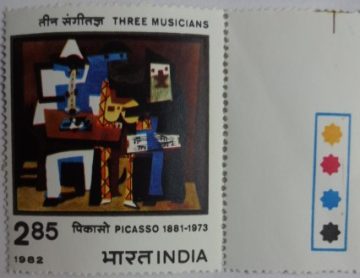 तीन संगीतज्ञ THREE MUSICIANS
2 85 पिकासो PICASSO 1881-1973
1982 भारत INDIA